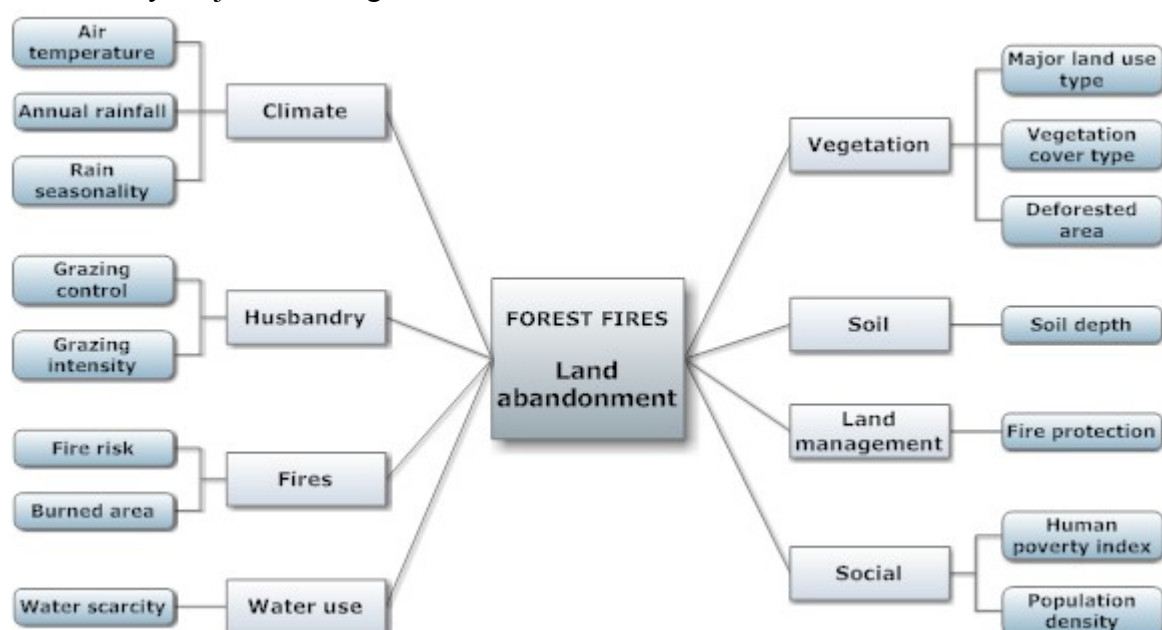 Air
temperature
Annual rainfall
Rain
seasonality
Climate
Grazing
control
Grazing
intensity
Husbandry
Fire risk
Burned area
Fires
Water scarcity
Water use
FOREST FIRES
Land
abandonment
Vegetation
Major land use
type
Vegetation
cover type
Deforested
area
Soil
Soil depth
Land
management
Fire protection
Social
Human
poverty index
Population
density